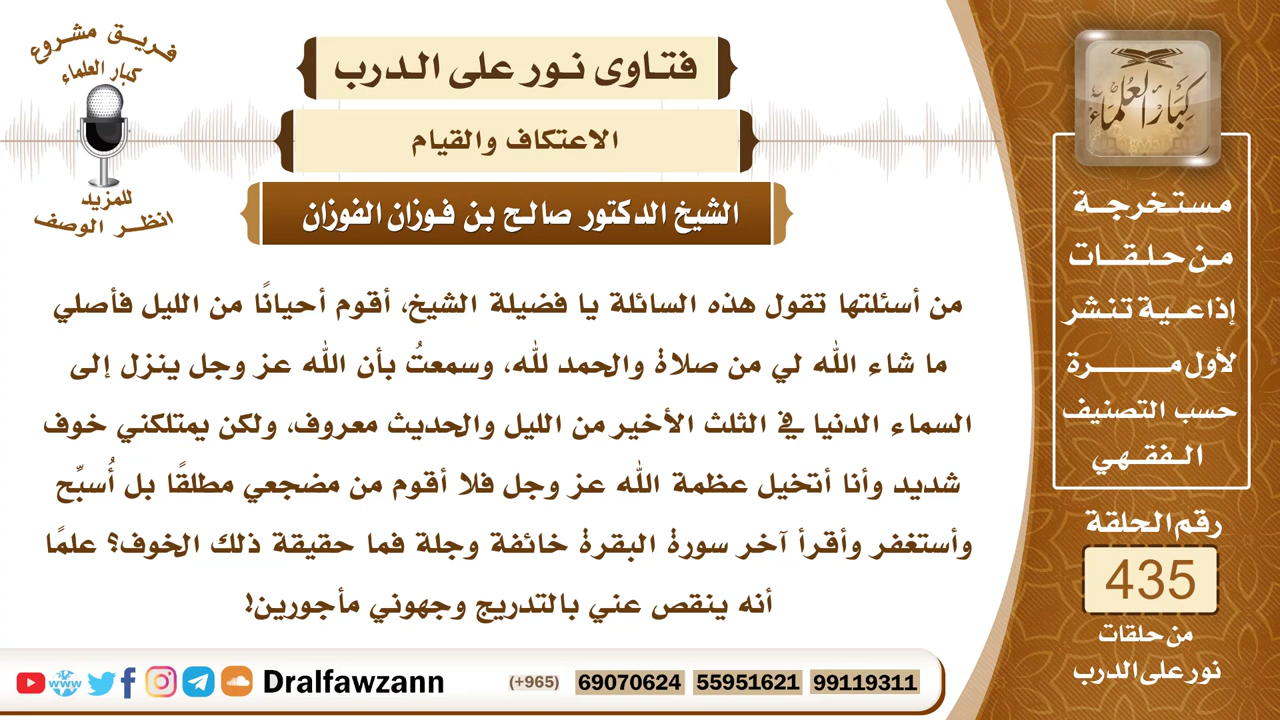 فريق مشروع
كبار العلماء
للمزيد
انظر الوصف
فتاوى نور على الدرب
الاعتكاف والقيام
الشيخ الدكتور صالح بن فوزان الفوزان
من أسئلتها تقول هذه السائلة يا فضيلة الشيخ، أقوم أحيانًا من الليل فأصلي
ما شاء الله لي من صلاة والحمد لله، وسمعتُ بأن الله عز وجل ينزل إلى
السماء الدنيا في الثلث الأخير من الليل والحديث معروف، ولكن يمتلكني خوف
شديد وأنا أتخيل عظمة الله عز وجل فلا أقوم من مضجعي مطلقًا بل أُسبِّح
وأستغفر وأقرأ آخر سورة البقرة خائفة وجلة فما حقيقة ذلك الخوف؟ علمًا
أنه ينقص عني بالتدريج وجهوني مأجورين!
كبار العلماء
مستخرجة
من حلقات
إذاعية تنشر
لأول مرة
حسب التصنيف
الفقهي
رقم الحلقة
435
من حلقات
نور على الدرب
www
Dralfawzann
(+965) 69070624 55951621 99119311